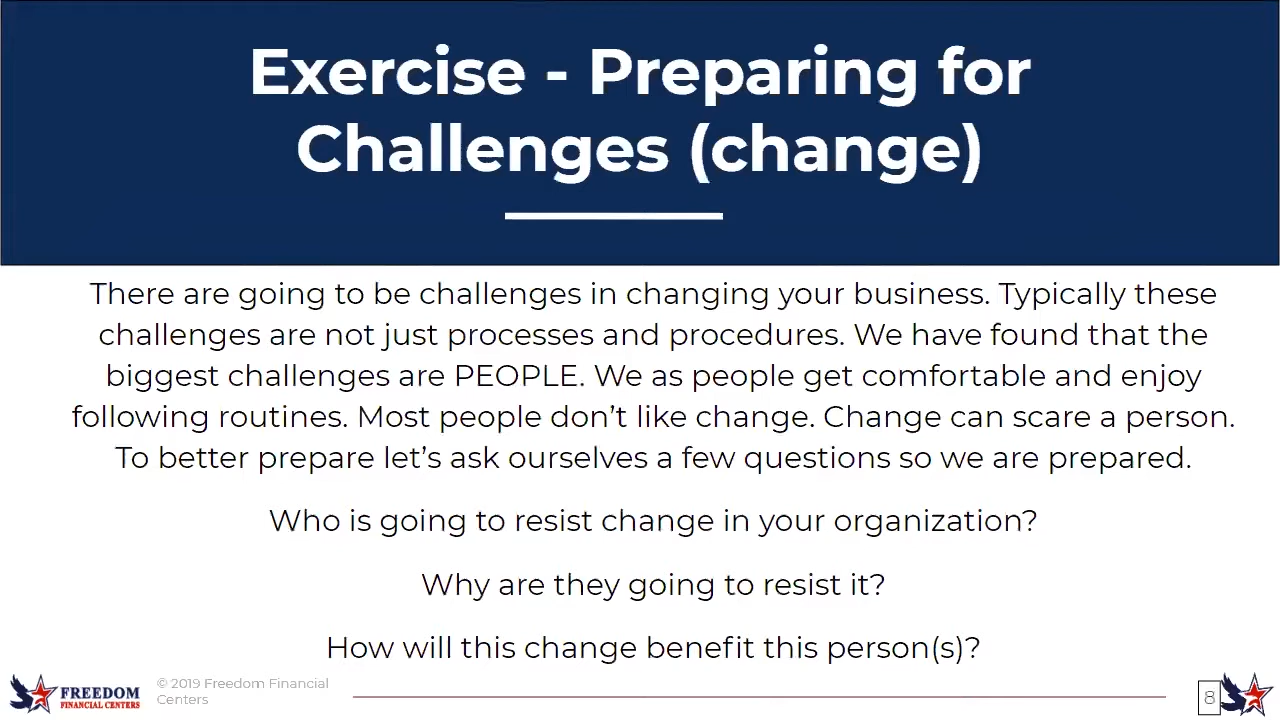 Exercise - Preparing for
Challenges (change)
There are going to be challenges in changing your business. Typically these
challenges are not just processes and procedures. We have found that the
biggest challenges are PEOPLE. We as people get comfortable and enjoy
following routines. Most people don’t like change. Change can scare a person.
To better prepare let’s ask ourselves a few questions so we are prepared.
Who is going to resist change in your organization?
Why are they going to resist it?
How will this change benefit this person(s)?
FREEDOM
FINANCIAL CENTERS
© 2019 Freedom Financial
Centers
8